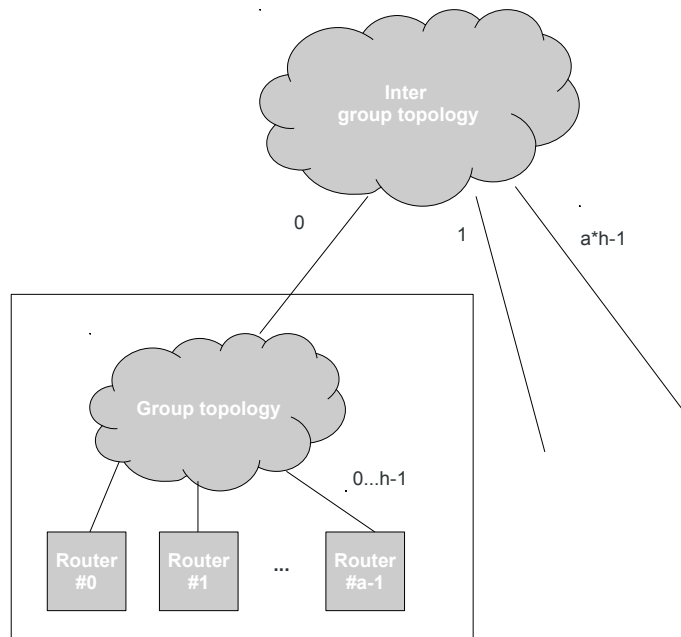 Inter
group topology
0
1
a*h-1
Group topology
0...h-1
Router
#0
Router
#1
...
Router
#a-1